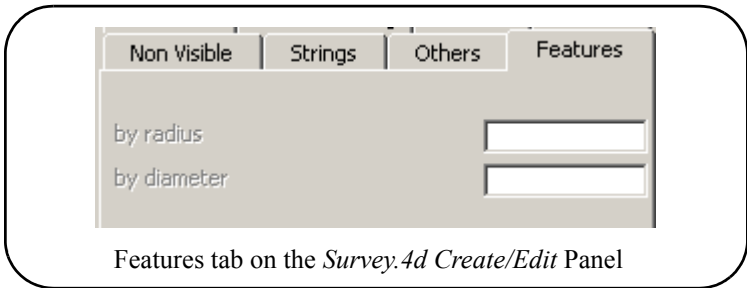 Non Visible Strings Others Features
by radius
by diameter
Features tab on the Survey.4d Create/Edit Panel